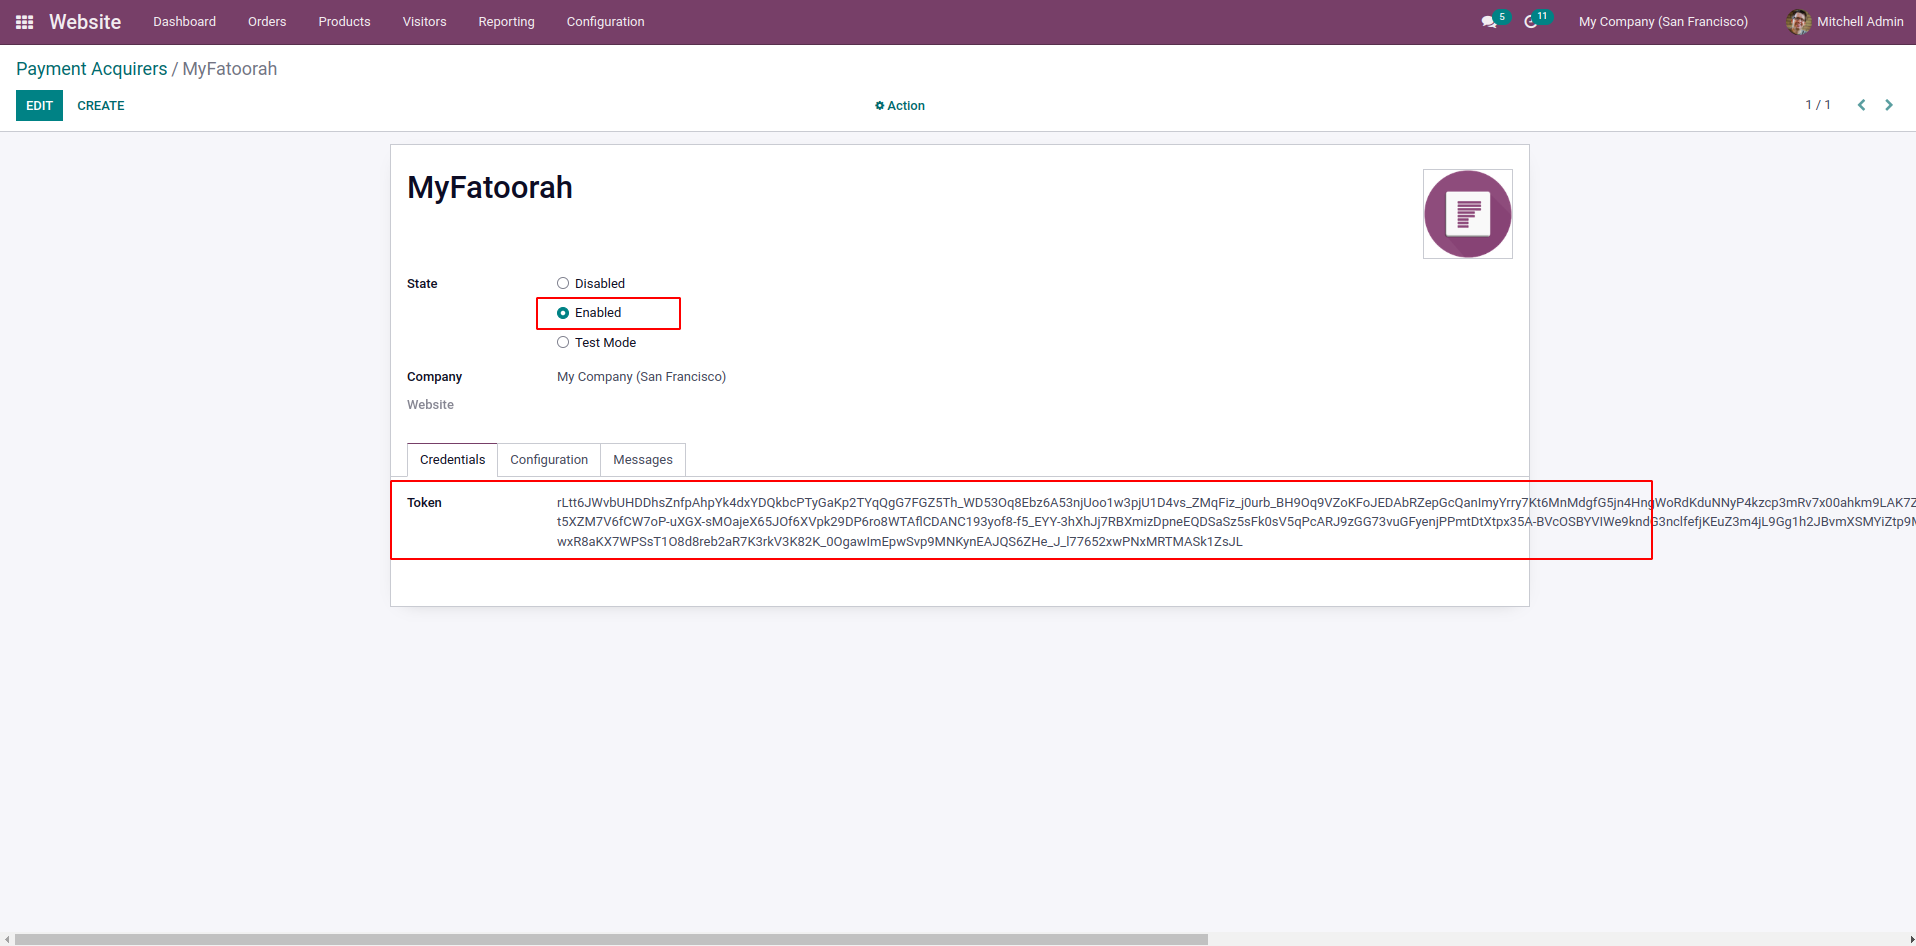 Website Dashboard Orders Products Visitors Reporting Configuration 5 11 My Company (San Francisco) Mitchell Admin
Payment Acquirers / MyFatoorah
EDIT CREATE Action 1 / 1
MyFatoorah
State
Disabled
Enabled
Test Mode
Company My Company (San Francisco)
Website
Credentials Configuration Messages
Token rLtt6JWvbUHDDhsZnfpAhpYk4dxYDQkbcPTyGaKp2TYqQgG7FGZ5Th_WD53Oq8Ebz6A53njUoo1w3pjU1D4vs_ZMqFiz_j0urb_BH9Oq9VZoKFoJEDAbRZepGcQanImyYrry7Kt6MnMdgfG5jn4HngWoRdKduNNyP4kzcp3mRv7x00ahkm9LAK7Z
t5XZM7V6fCW7oP-uXGX-sMOajeX65JOf6XVpk29DP6ro8WTAflCDANC193yof8-f5_EYY-3hXhJj7RBXmizDpneEQDSaSz5sFk0sV5qPcARJ9zGG73vuGFyenjPPmtDtXtpx35A-BVcOSBYVIWe9kndG3nclfefjKEuZ3m4jL9Gg1h2JBvmXSMYiZtp9M
wxR8aKX7WPSsT1O8d8reb2aR7K3rkV3K82K_0OgawImEpwSvp9MNKynEAJQS6ZHe_J_l77652xwPNxMRTMASk1ZsJL